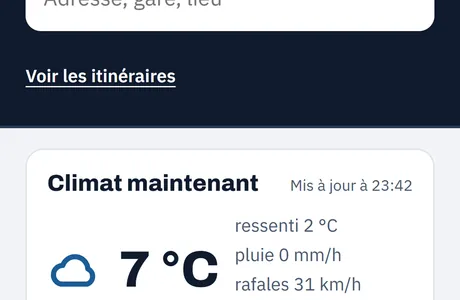 Adresse, gare, lieu
Voir les itinéraires
Climat maintenant
Mis à jour à 23:42
7 °C
ressenti 2 °C
pluie 0 mm/h
rafales 31 km/h